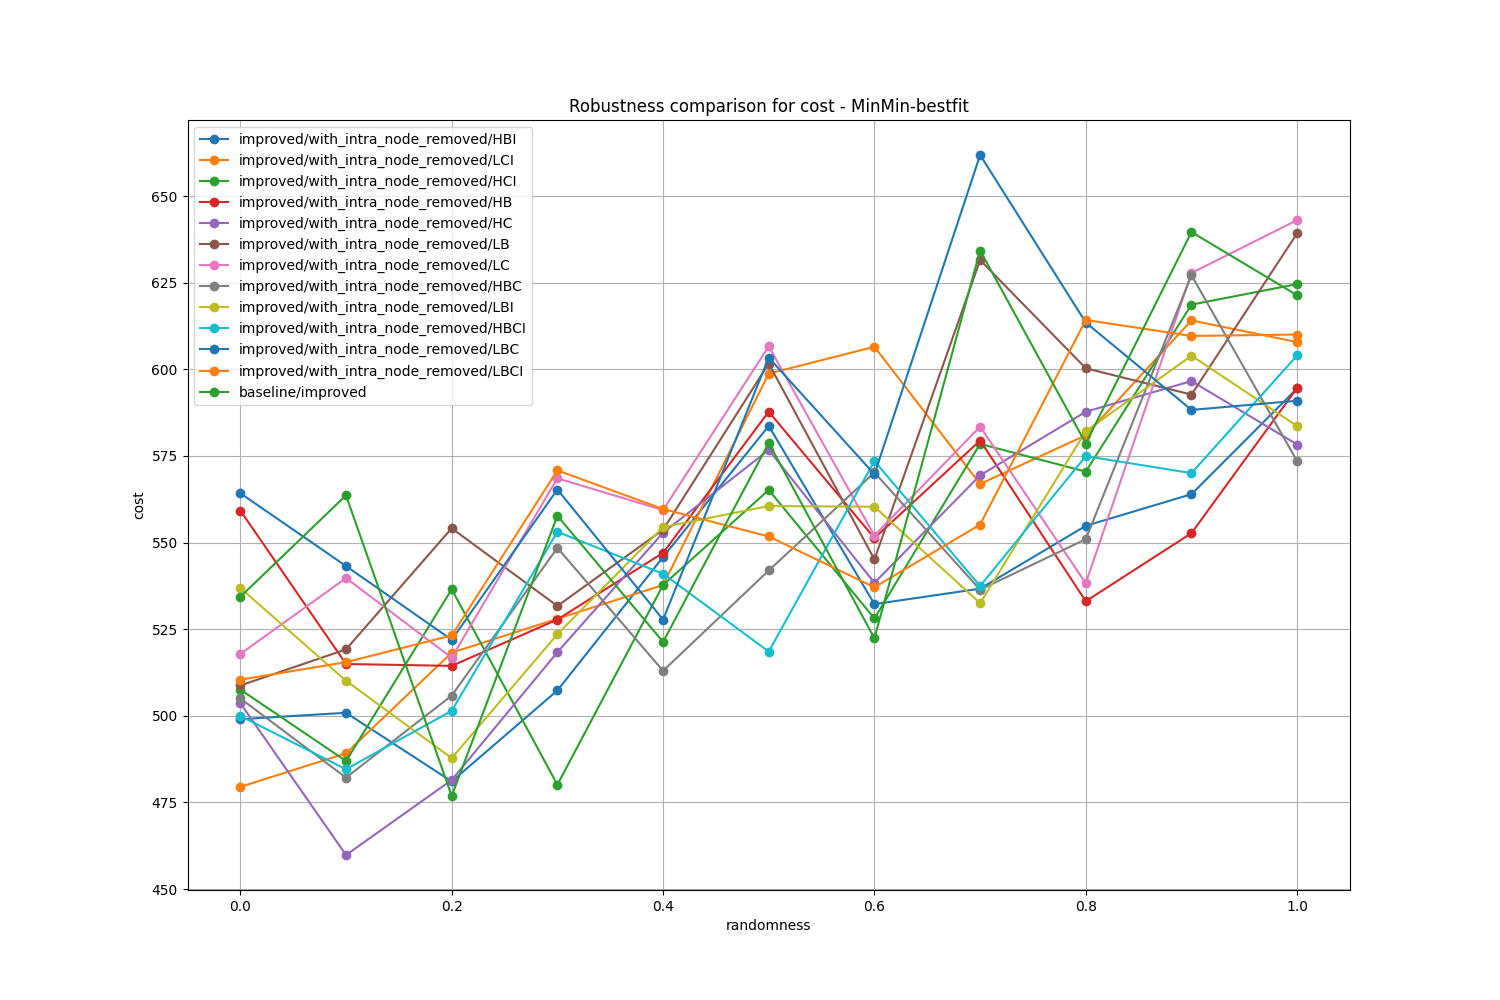 Robustness comparison for cost - MinMin-bestfit
improved/with_intra_node_removed/HBI
improved/with_intra_node_removed/LCI
improved/with_intra_node_removed/HCI
improved/with_intra_node_removed/HB
improved/with_intra_node_removed/HC
improved/with_intra_node_removed/LB
improved/with_intra_node_removed/LC
improved/with_intra_node_removed/HBC
improved/with_intra_node_removed/LBI
improved/with_intra_node_removed/HBCI
improved/with_intra_node_removed/LBC
improved/with_intra_node_removed/LBCI
baseline/improved
650
625
600
575
550
525
500
475
450
cost
0.0 0.2 0.4 0.6 0.8 1.0
randomness